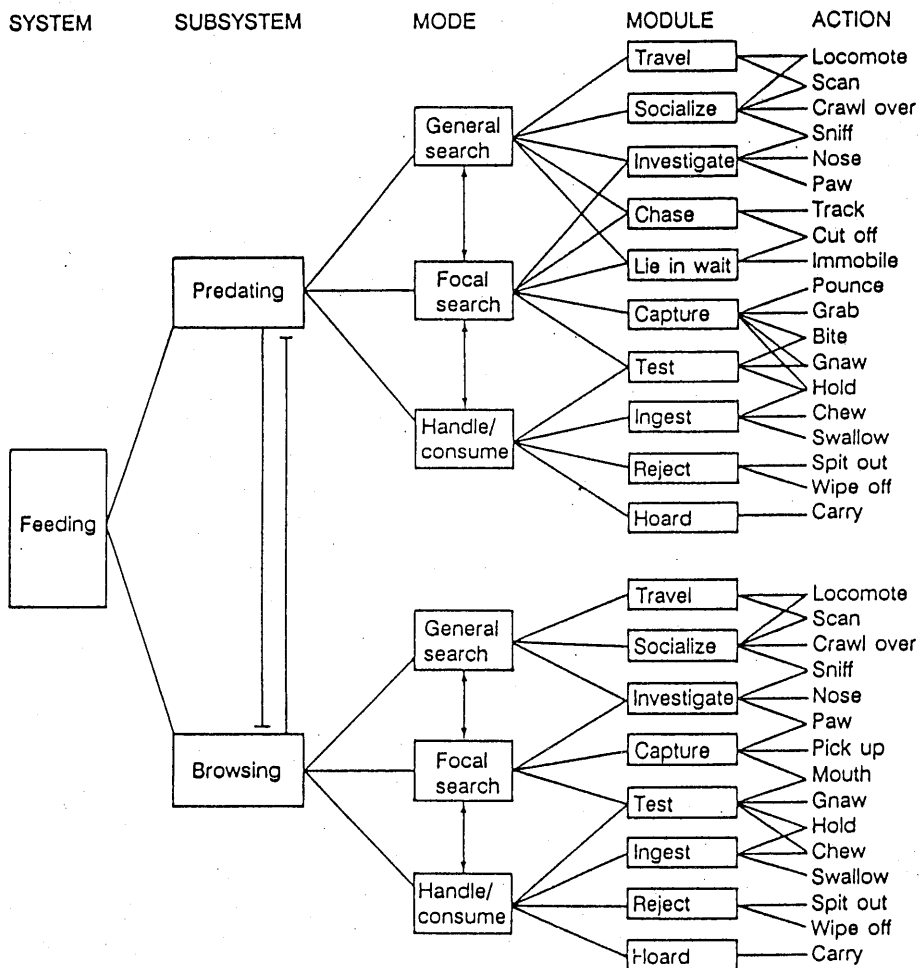 SYSTEM SUBSYSTEM MODE MODULE ACTION
Travel
Socialize
Investigate
Chase
Lie in wait
Capture
Test
Ingest
Reject
Hoard
Locomote
Scan
Crawl over
Sniff
Nose
Paw
Track
Cut off
Immobile
Pounce
Grab
Bite
Gnaw
Hold
Chew
Swallow
Spit out
Wipe off
Carry
General
search
Focal
search
Handle/
consume
Predating
Feeding
Browsing
General
search
Focal
search
Handle/
consume
Travel
Socialize
Investigate
Capture
Test
Ingest
Reject
Hoard
Locomote
Scan
Crawl over
Sniff
Nose
Paw
Pick up
Mouth
Gnaw
Hold
Chew
Swallow
Spit out
Wipe off
Carry